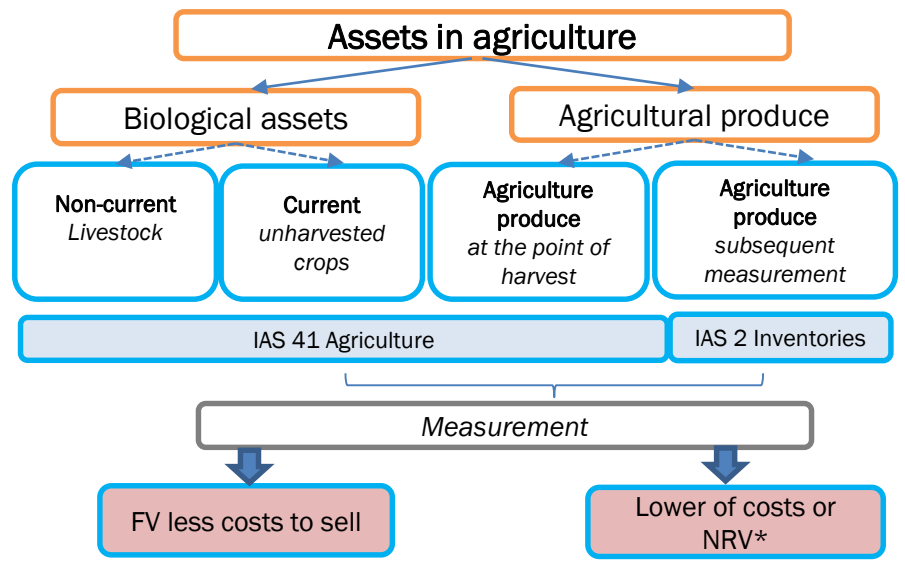 Assets in agriculture
Biological assets
Agricultural produce
Non-current
Livestock
Current
unharvested
crops
Agriculture
produce
at the point of
harvest
Agriculture
produce
subsequent
measurement
IAS 41 Agriculture
IAS 2 Inventories
Measurement
FV less costs to sell
Lower of costs or
NRV*